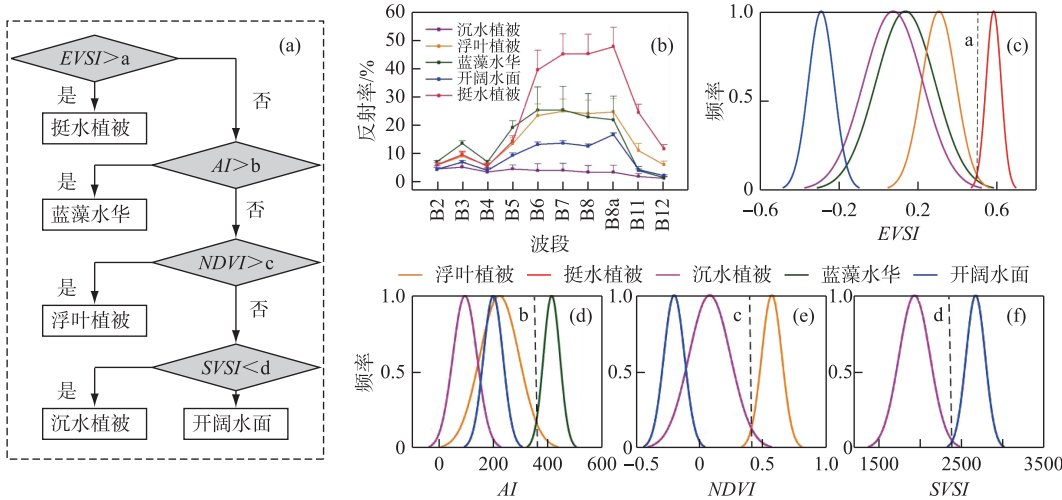 (a)
EVSI>a
是
否
挺水植被
AI>b
是
否
蓝藻水华
NDVI>c
是
否
浮叶植被
SVSI<d
是
沉水植被
开阔水面
(b)
60
50
40
30
20
10
0
反射率/%
沉水植被
浮叶植被
蓝藻水华
开阔水面
挺水植被
B2 B3 B4 B5 B6 B7 B8 B8a B11 B12
波段
(c)
a
1.0
0.5
0
频率
-0.6 -0.2 0.2 0.6
EVSI
浮叶植被 挺水植被 沉水植被 蓝藻水华 开阔水面
b (d)
1.0
0.5
0
频率
0 200 400 600
AI
c (e)
1.0
0.5
0
-0.5 0 0.5 1.0
NDVI
d (f)
1.0
0.5
0
1500 2500 3500
SVSI